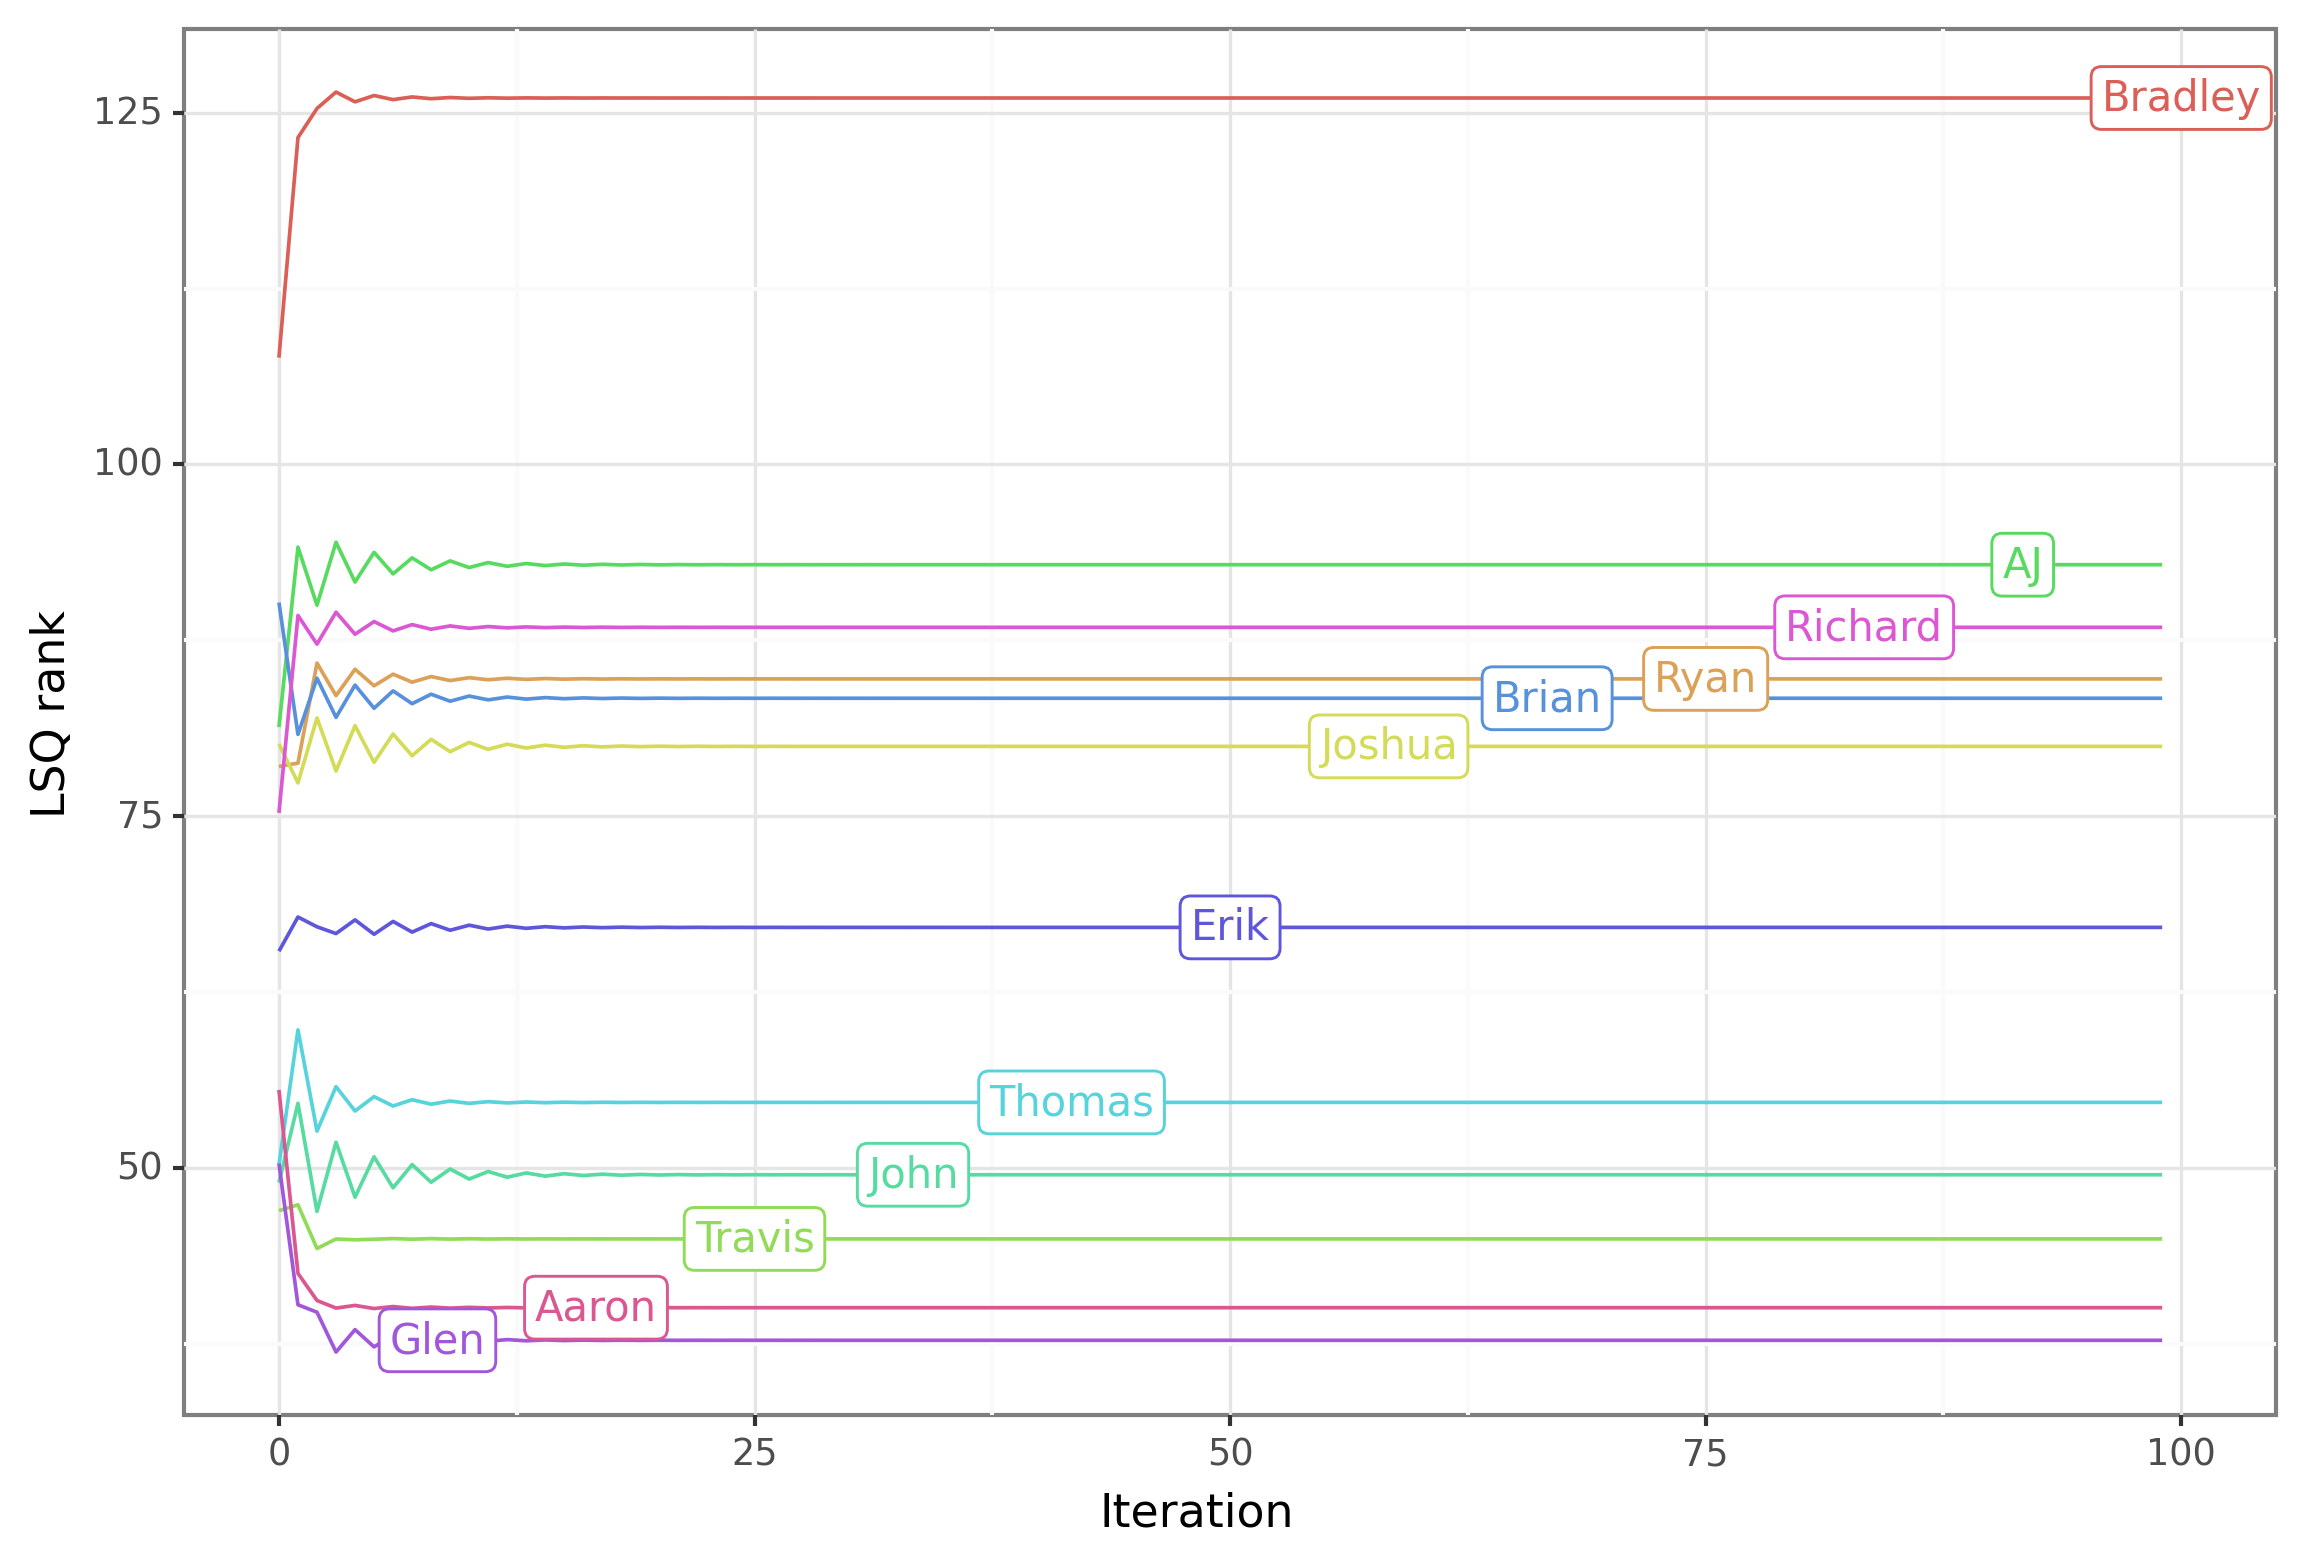 125
Bradley
100
AJ
Richard
Ryan
Brian
Joshua
75
Erik
Thomas
50
John
Travis
Aaron
Glen
0 25 50 75 100
Iteration
LSQ rank